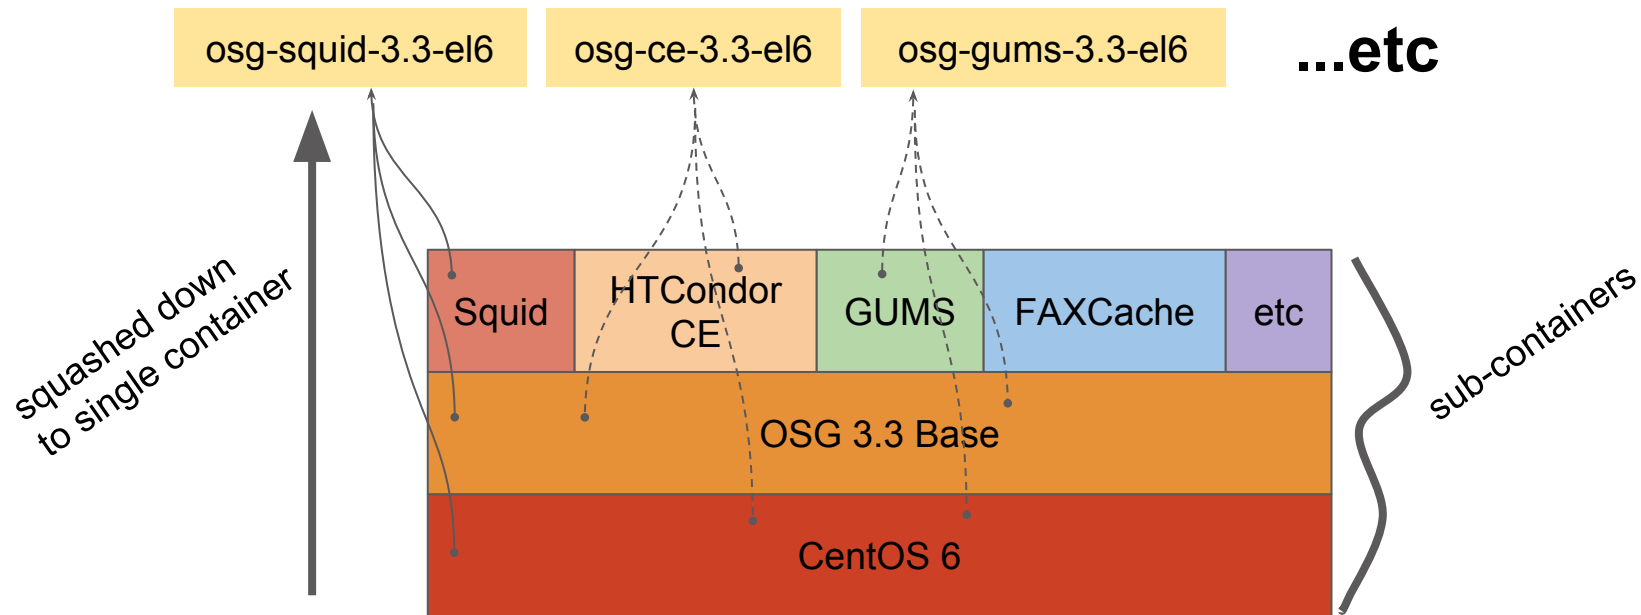 osg-squid-3.3-el6
osg-ce-3.3-el6
osg-gums-3.3-el6
...etc
squashed down
to single container
Squid
HTCondor
CE
GUMS
FAXCache
etc
OSG 3.3 Base
CentOS 6
sub-containers